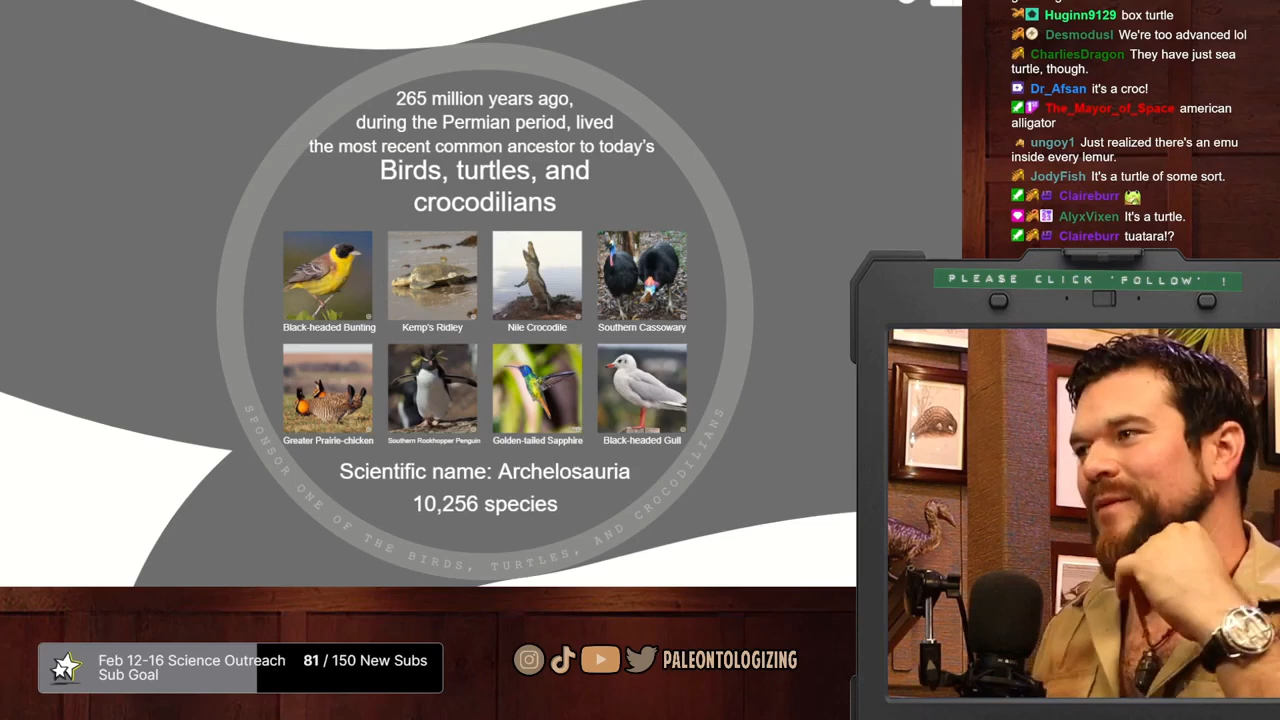 265 million years ago,
during the Permian period, lived
the most recent common ancestor to today's
Birds, turtles, and
crocodilians
Black-headed Bunting
Kemp's Ridley
Nile Crocodile
Southern Cassowary
Greater Prairie-chicken
Southern Rockhopper Penguin
Golden-tailed Sapphire
Black-headed Gull
Scientific name: Archelosauria
10,256 species
SPONSOR ONE OF THE BIRDS, TURTLES, AND CROCODILIANS
Huginn9129 box turtle
Desmodusl We're too advanced lol
CharliesDragon They have just sea
turtle, though.
Dr_Afsan it's a croc!
The_Mayor_of_Space american
alligator
ungoy1 Just realized there's an emu
inside every lemur.
JodyFish It's a turtle of some sort.
Claireburr
AlyxVixen It's a turtle.
Claireburr tuatara!?
PLEASE CLICK 'FOLLOW' !
Feb 12-16 Science Outreach
Sub Goal
81 / 150 New Subs
PALEONTOLOGIZING